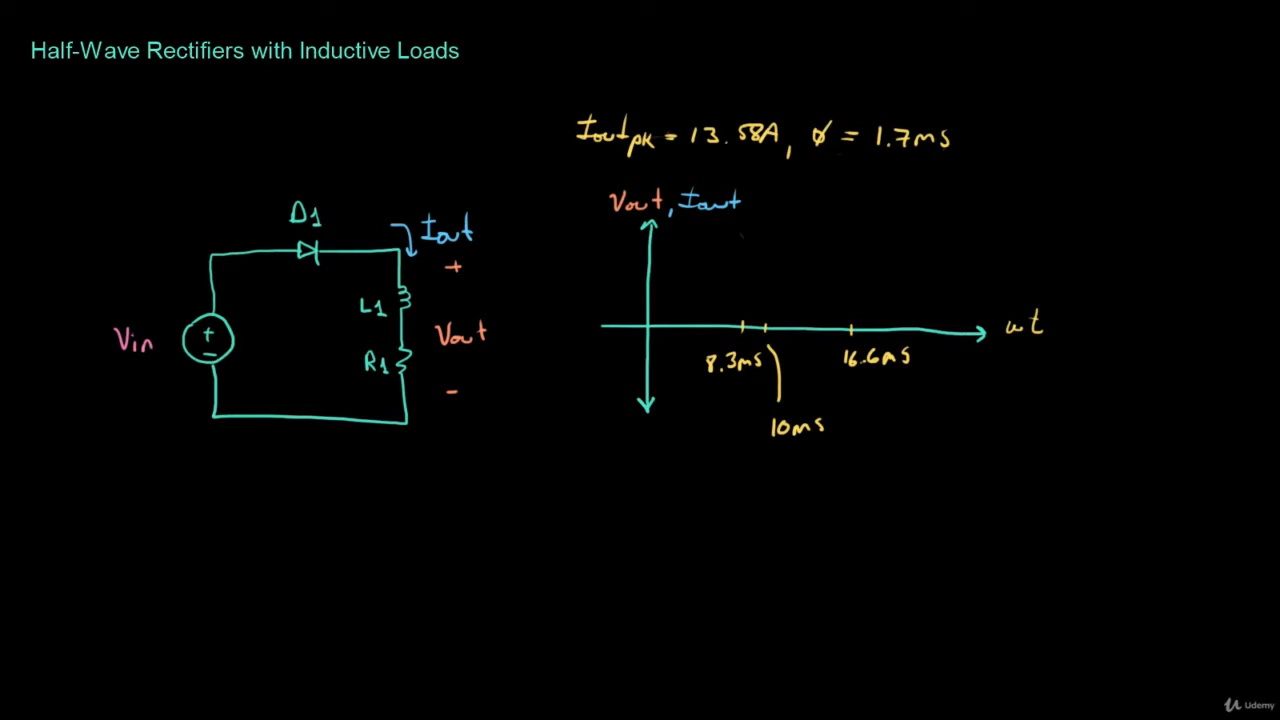 Half-Wave Rectifiers with Inductive Loads
Ioutpk = 13.58A, ϕ = 1.7ms
Vout, Iout
D1
Iout
+
L1
Vin
+
−
Vout
R1
−
ωt
8.3ms
16.6ms
10ms
Udemy